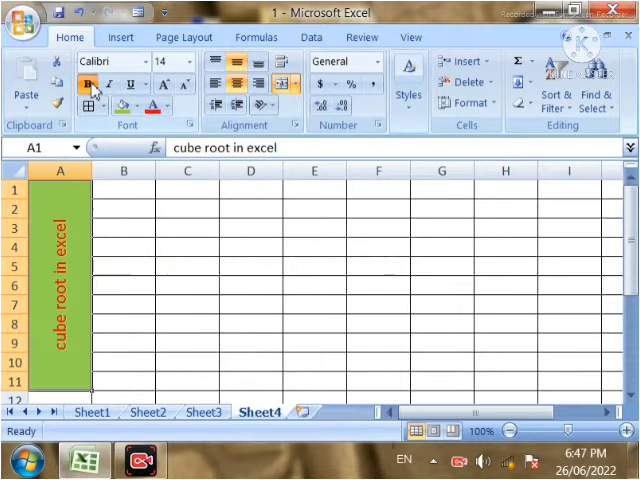 1 - Microsoft Excel
Home Insert Page Layout Formulas Data Review View
Calibri 14 General Insert Σ
B I U $ % , Delete
Paste Styles Format Sort & Filter Find & Select
Clipboard Font Alignment Number Cells Editing
A1 fx cube root in excel
A B C D E F G H I
1
2
3
4
5
6
7
8
9
10
11
12
cube root in excel
Sheet1 Sheet2 Sheet3 Sheet4
Ready 100%
EN 6:47 PM
26/06/2022